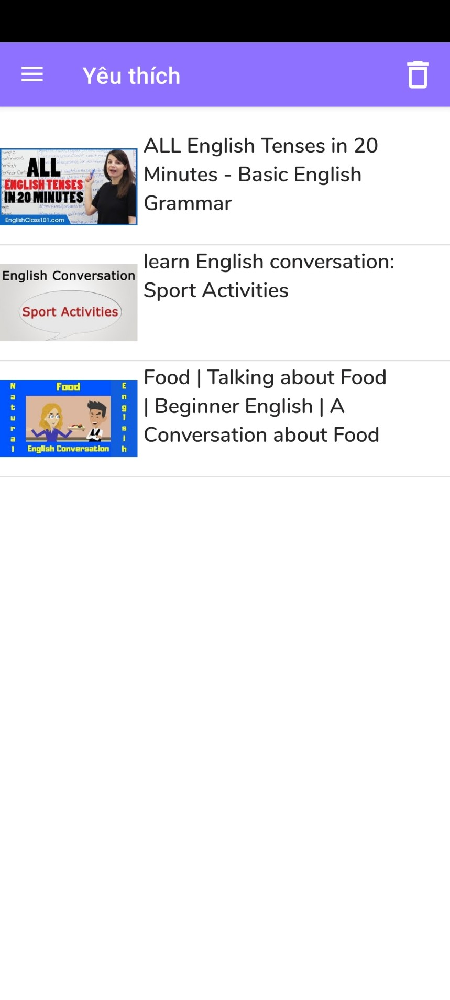 Yêu thích
ALL English Tenses in 20
Minutes - Basic English
Grammar
ALL
ENGLISH TENSES
IN 20 MINUTES
EnglishClass101.com
learn English conversation:
Sport Activities
English Conversation
Sport Activities
Food | Talking about Food
| Beginner English | A
Conversation about Food
Food
Natural
Englsih
English Conversation